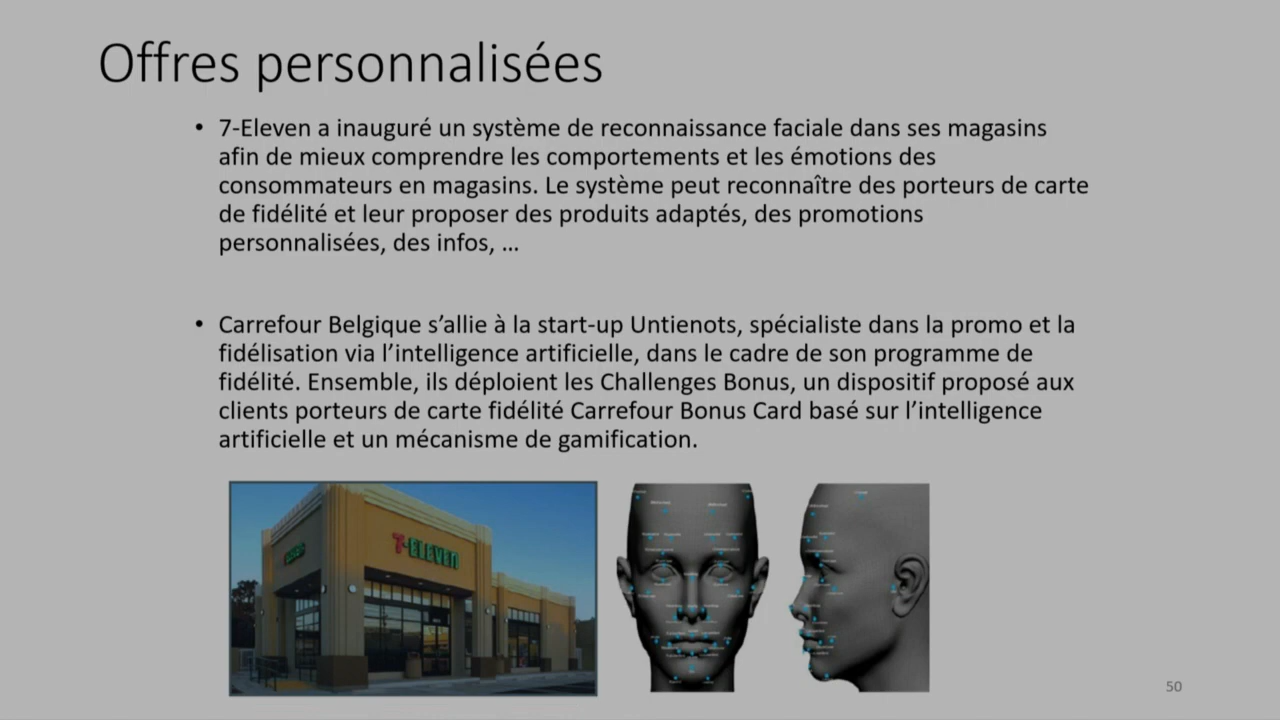 Offres personnalisées
• 7-Eleven a inauguré un système de reconnaissance faciale dans ses magasins
afin de mieux comprendre les comportements et les émotions des
consommateurs en magasins. Le système peut reconnaître des porteurs de carte
de fidélité et leur proposer des produits adaptés, des promotions
personnalisées, des infos, …
• Carrefour Belgique s’allie à la start-up Untienots, spécialiste dans la promo et la
fidélisation via l’intelligence artificielle, dans le cadre de son programme de
fidélité. Ensemble, ils déploient les Challenges Bonus, un dispositif proposé aux
clients porteurs de carte fidélité Carrefour Bonus Card basé sur l’intelligence
artificielle et un mécanisme de gamification.
7-ELEVEN
50